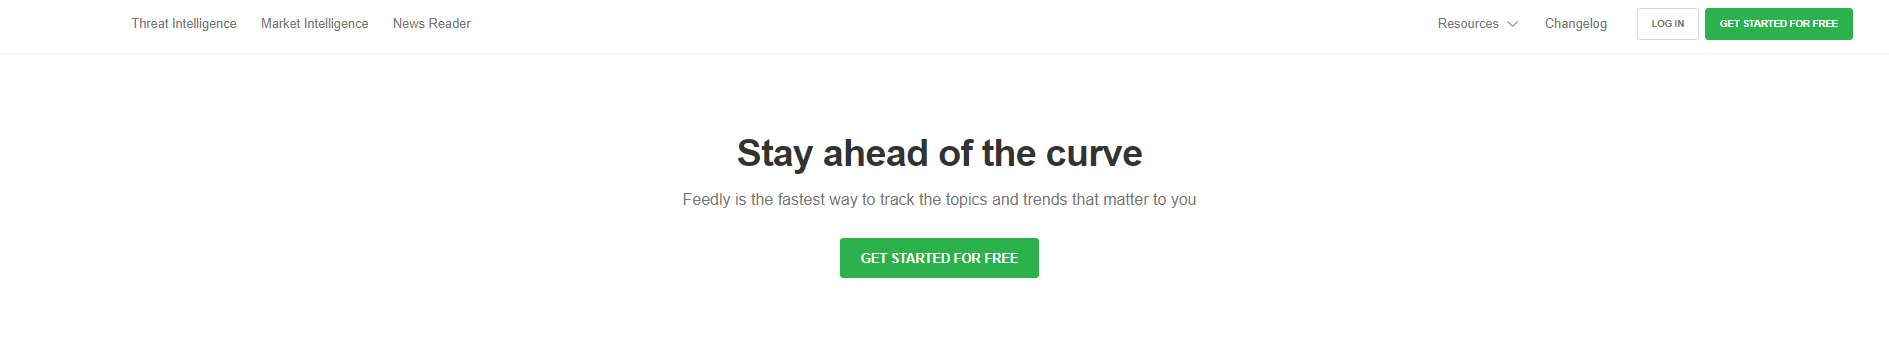 Threat Intelligence Market Intelligence News Reader Resources Changelog LOG IN GET STARTED FOR FREE
Stay ahead of the curve
Feedly is the fastest way to track the topics and trends that matter to you
GET STARTED FOR FREE